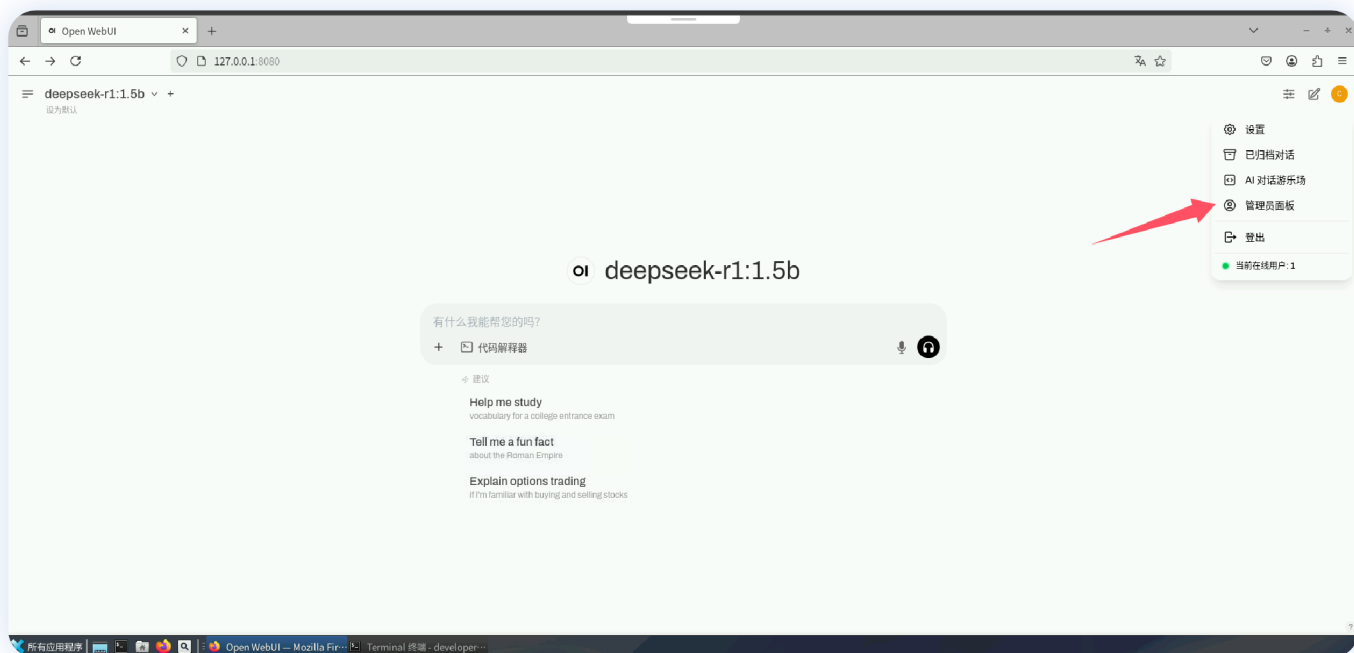 Open WebUI
127.0.0.1:8080
deepseek-r1:1.5b
设为默认
C
设置
已归档对话
AI 对话游乐场
管理员面板
登出
当前在线用户: 1
OI deepseek-r1:1.5b
有什么我能帮您的吗?
代码解释器
建议
Help me study
vocabulary for a college entrance exam
Tell me a fun fact
about the Roman Empire
Explain options trading
if I'm familiar with buying and selling stocks
?
所有应用程序 Open WebUI — Mozilla Fir··· Terminal 终端 - developer···